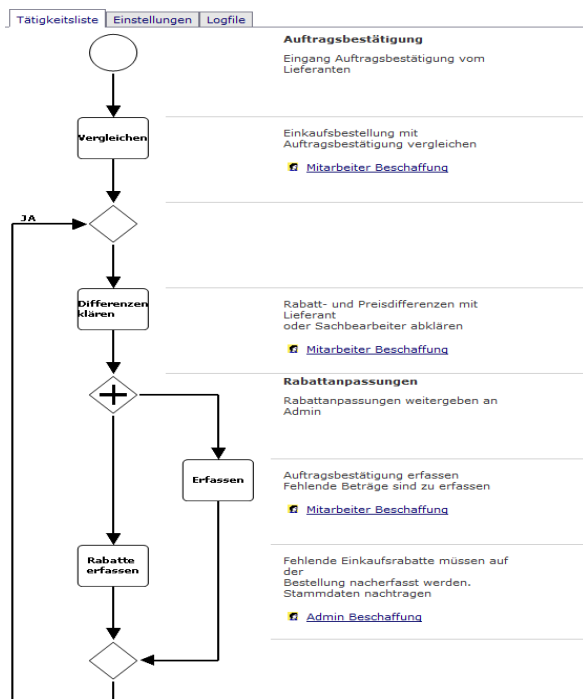 Tätigkeitsliste
Einstellungen
Logfile
Auftragsbestätigung
Eingang Auftragsbestätigung vom
Lieferanten
Vergleichen
Einkaufsbestellung mit
Auftragsbestätigung vergleichen
Mitarbeiter Beschaffung
JA
Differenzen
klären
Rabatt- und Preisdifferenzen mit
Lieferant
oder Sachbearbeiter abklären
Mitarbeiter Beschaffung
Rabattanpassungen
Rabattanpassungen weitergeben an
Admin
Erfassen
Auftragsbestätigung erfassen
Fehlende Beträge sind zu erfassen
Mitarbeiter Beschaffung
Rabatte
erfassen
Fehlende Einkaufsrabatte müssen auf
der
Bestellung nacherfasst werden.
Stammdaten nachtragen
Admin Beschaffung